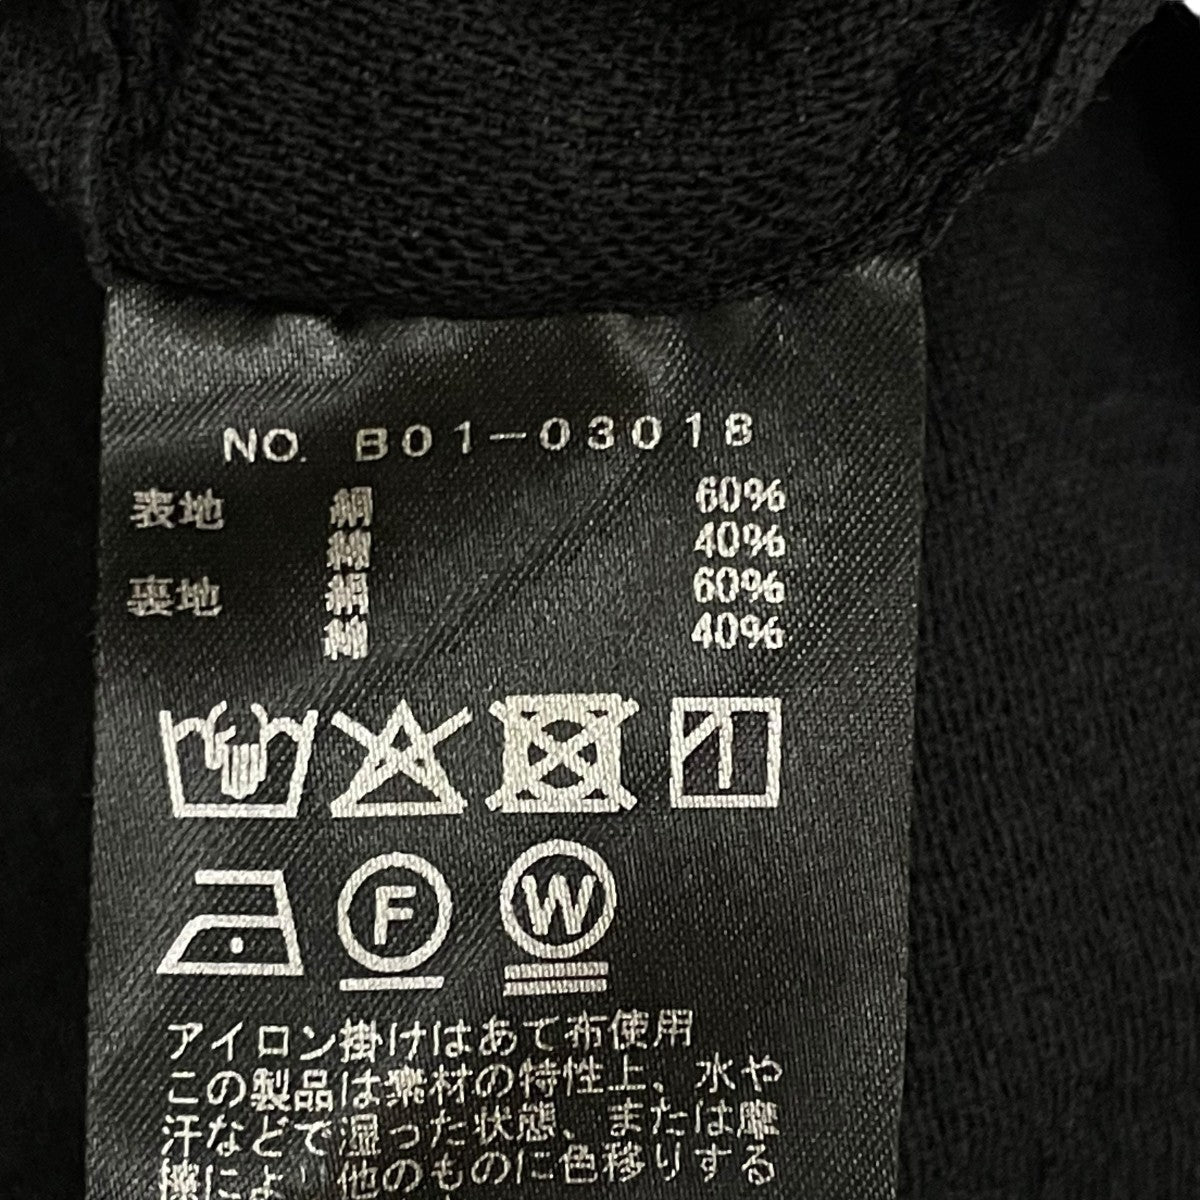 NO. B01-03018
表地 絹 60%
綿 40%
裏地 絹 60%
綿 40%
F W
アイロン掛けはあて布使用
この製品は素材の特性上、水や
汗などで湿った状態、または摩
擦により他のものに色移りする